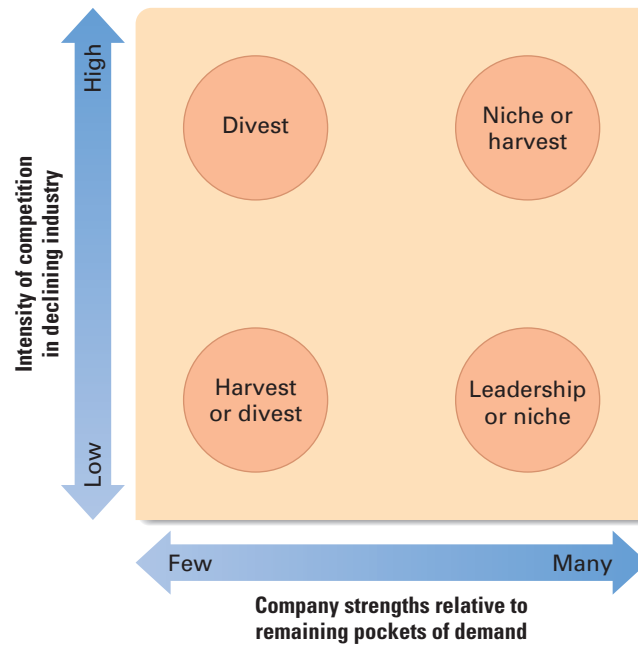 High
Divest
Niche or
harvest
Intensity of competition
in declining industry
Harvest
or divest
Leadership
or niche
Low
Few
Many
Company strengths relative to
remaining pockets of demand